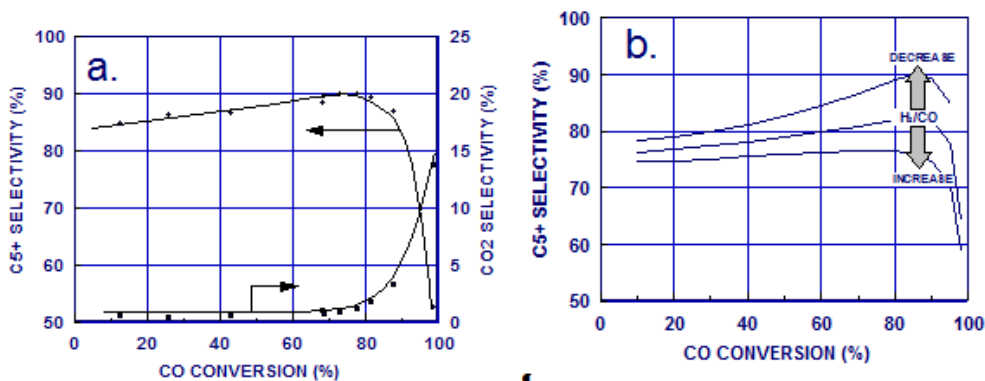 a.
100
90
80
70
60
50
C5+ SELECTIVITY (%)
25
20
15
10
5
0
CO2 SELECTIVITY (%)
0 20 40 60 80 100
CO CONVERSION (%)
b.
100
90
80
70
60
50
C5+ SELECTIVITY (%)
DECREASE
H₂/CO
INCREASE
0 20 40 60 80 100
CO CONVERSION (%)